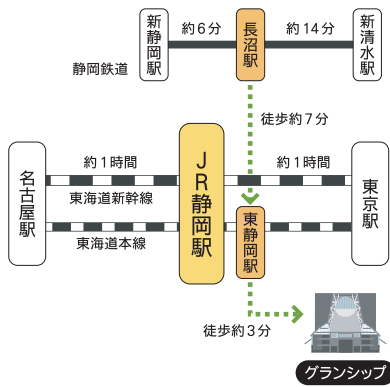 新静岡駅
約6分
長沼駅
約14分
新清水駅
静岡鉄道
徒歩約7分
名古屋駅
約1時間
東海道新幹線
東海道本線
JR静岡駅
約1時間
東静岡駅
東京駅
徒歩約3分
グランシップ